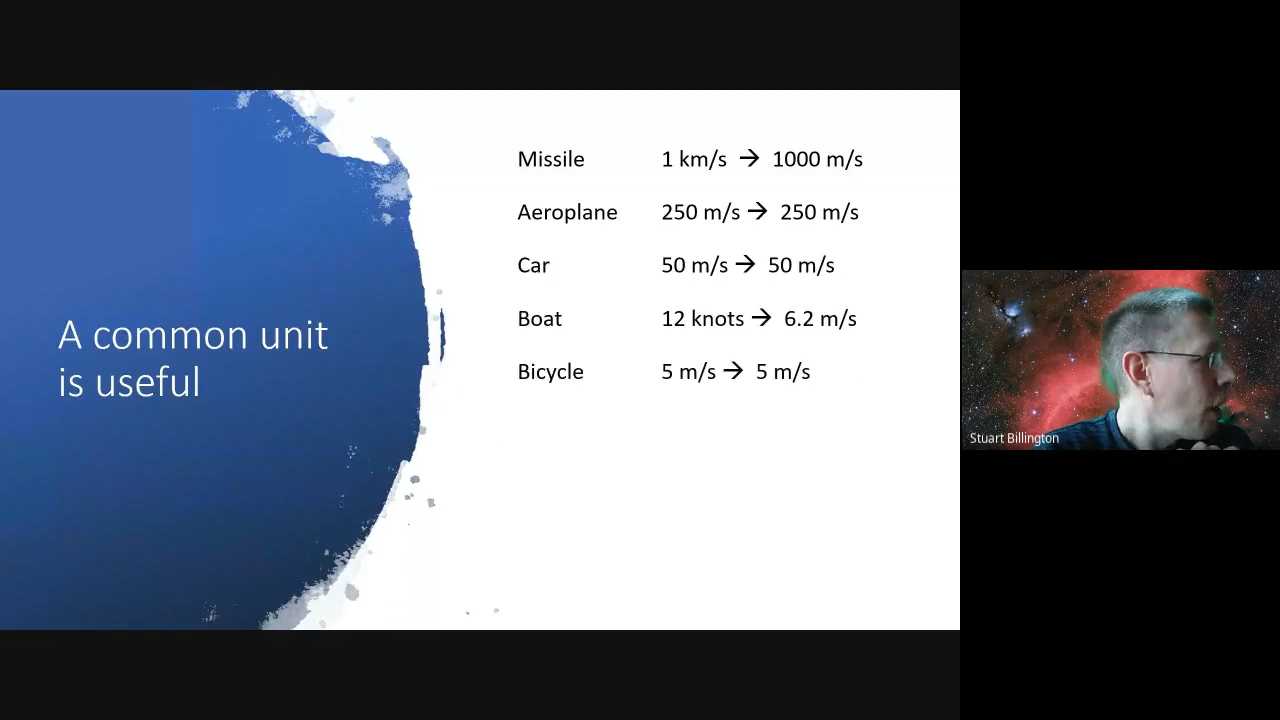 A common unit
is useful
Missile 1 km/s → 1000 m/s
Aeroplane 250 m/s → 250 m/s
Car 50 m/s → 50 m/s
Boat 12 knots → 6.2 m/s
Bicycle 5 m/s → 5 m/s
Stuart Billington